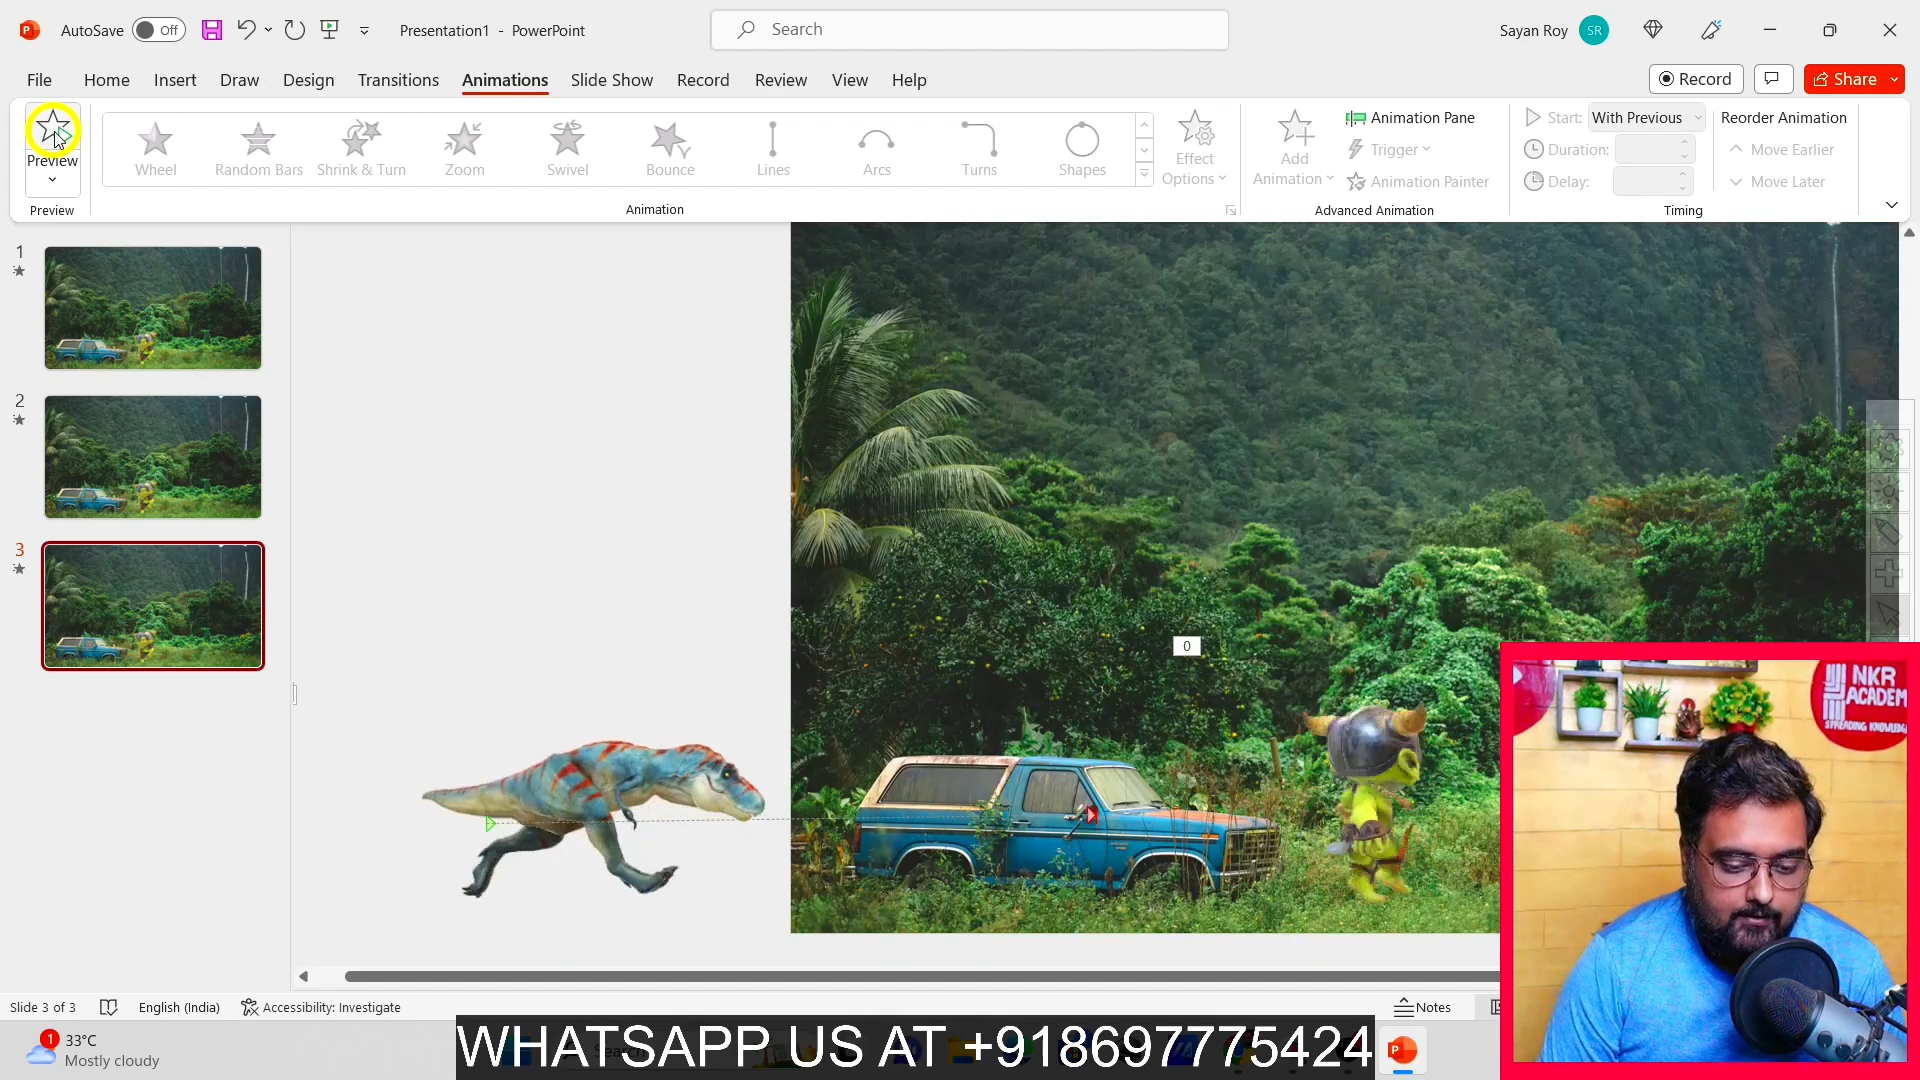 AutoSave Off Presentation1 - PowerPoint Search Sayan Roy SR
File Home Insert Draw Design Transitions Animations Slide Show Record Review View Help Record Share
Preview
Wheel Random Bars Shrink & Turn Zoom Swivel Bounce Lines Arcs Turns Shapes
Effect Options
Add Animation
Animation Pane
Trigger
Animation Painter
Start: With Previous
Duration:
Delay:
Reorder Animation
Move Earlier
Move Later
Preview Animation Advanced Animation Timing
1
2
3
0
NKR
ACADEM
SPREADING KNOWLED
Slide 3 of 3 English (India) Accessibility: Investigate Notes
1 33°C
Mostly cloudy
WHATSAPP US AT +918697775424